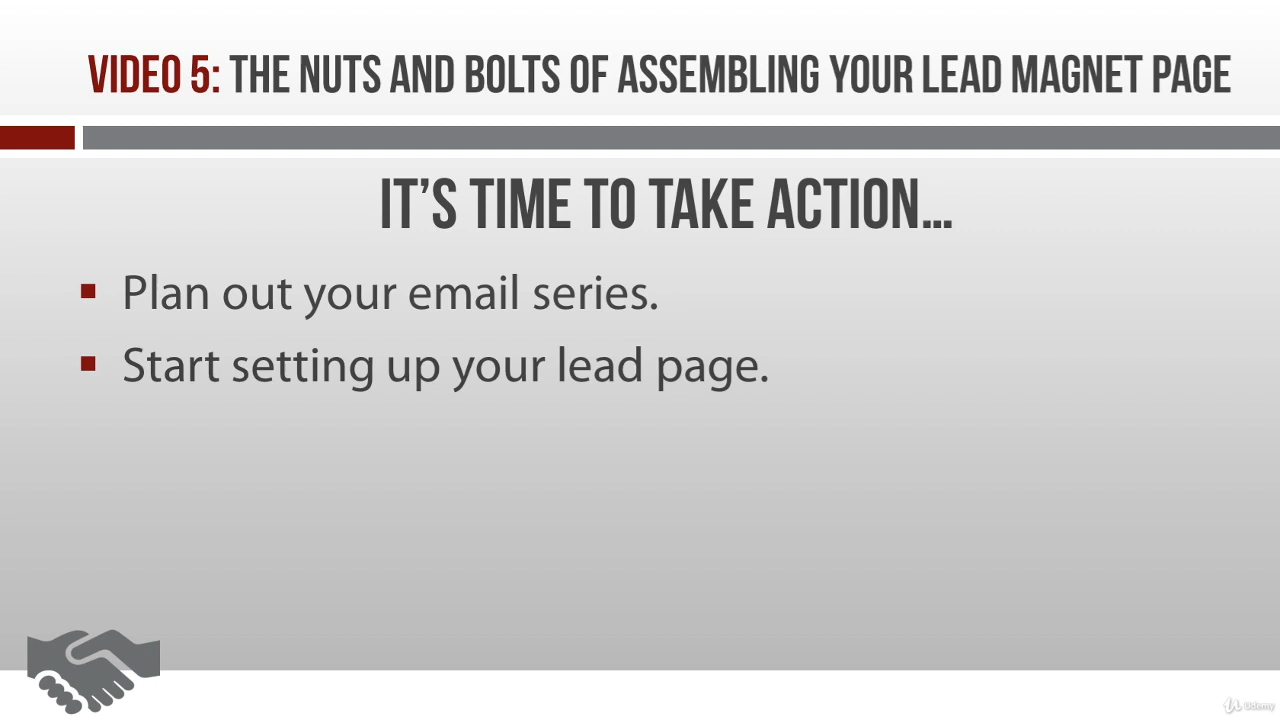 VIDEO 5: THE NUTS AND BOLTS OF ASSEMBLING YOUR LEAD MAGNET PAGE
IT'S TIME TO TAKE ACTION...
Plan out your email series.
Start setting up your lead page.
Udemy